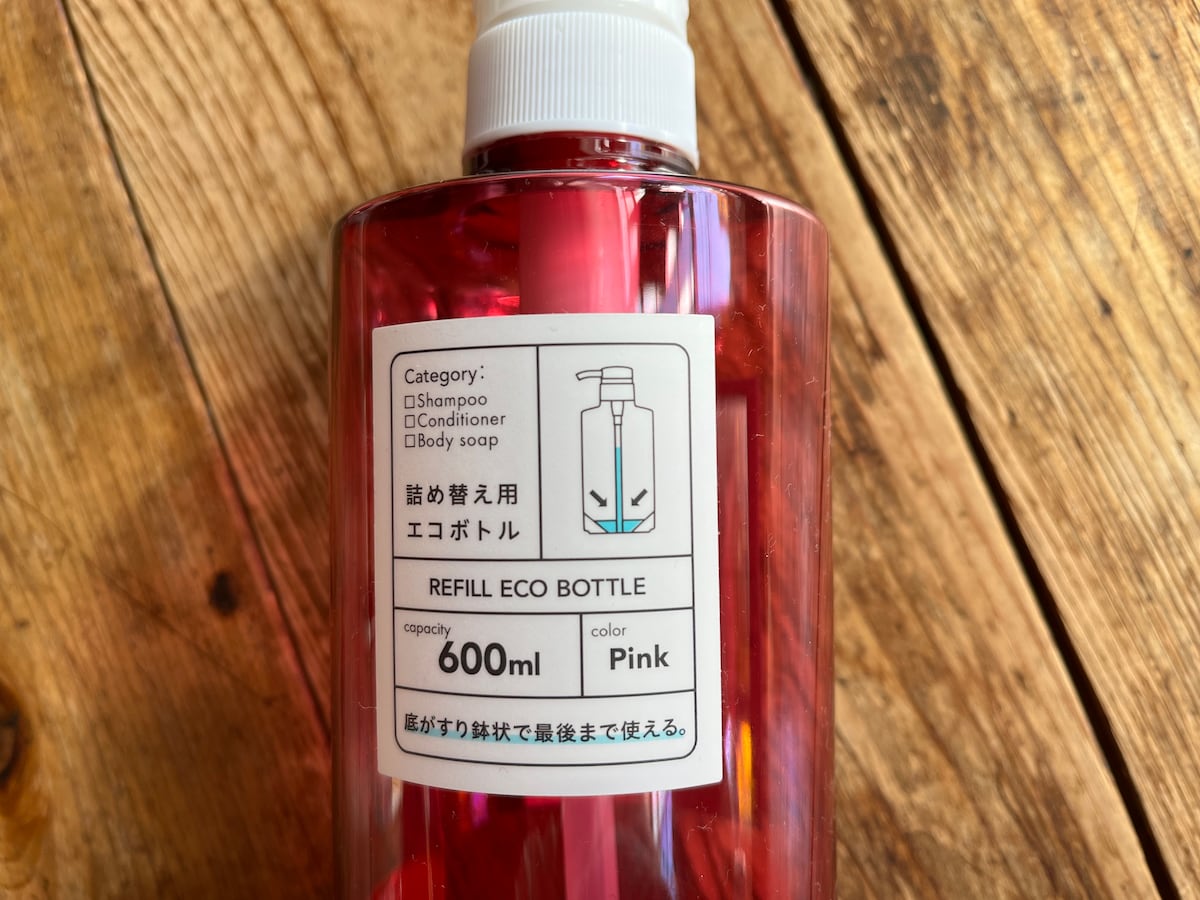 Category:
□Shampoo
□Conditioner
□Body soap
詰め替え用
エコボトル
REFILL ECO BOTTLE
capacity
600ml
color
Pink
底がすり鉢状で最後まで使える。